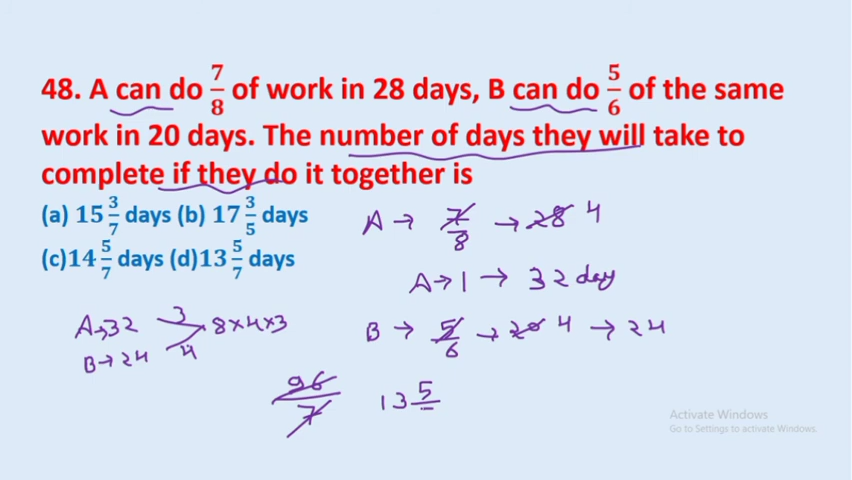 48. A can do 7/8 of work in 28 days, B can do 5/6 of the same
work in 20 days. The number of days they will take to
complete if they do it together is
(a) 15 3/7 days (b) 17 3/5 days
(c)14 5/7 days (d)13 5/7 days
A → 7/8 → 28 4
A → 1 → 32 day
B → 5/6 → 20 4 → 24
A → 32 3 8×4×3
B → 24 4
96/7 13 5/
Activate Windows
Go to Settings to activate Windows.